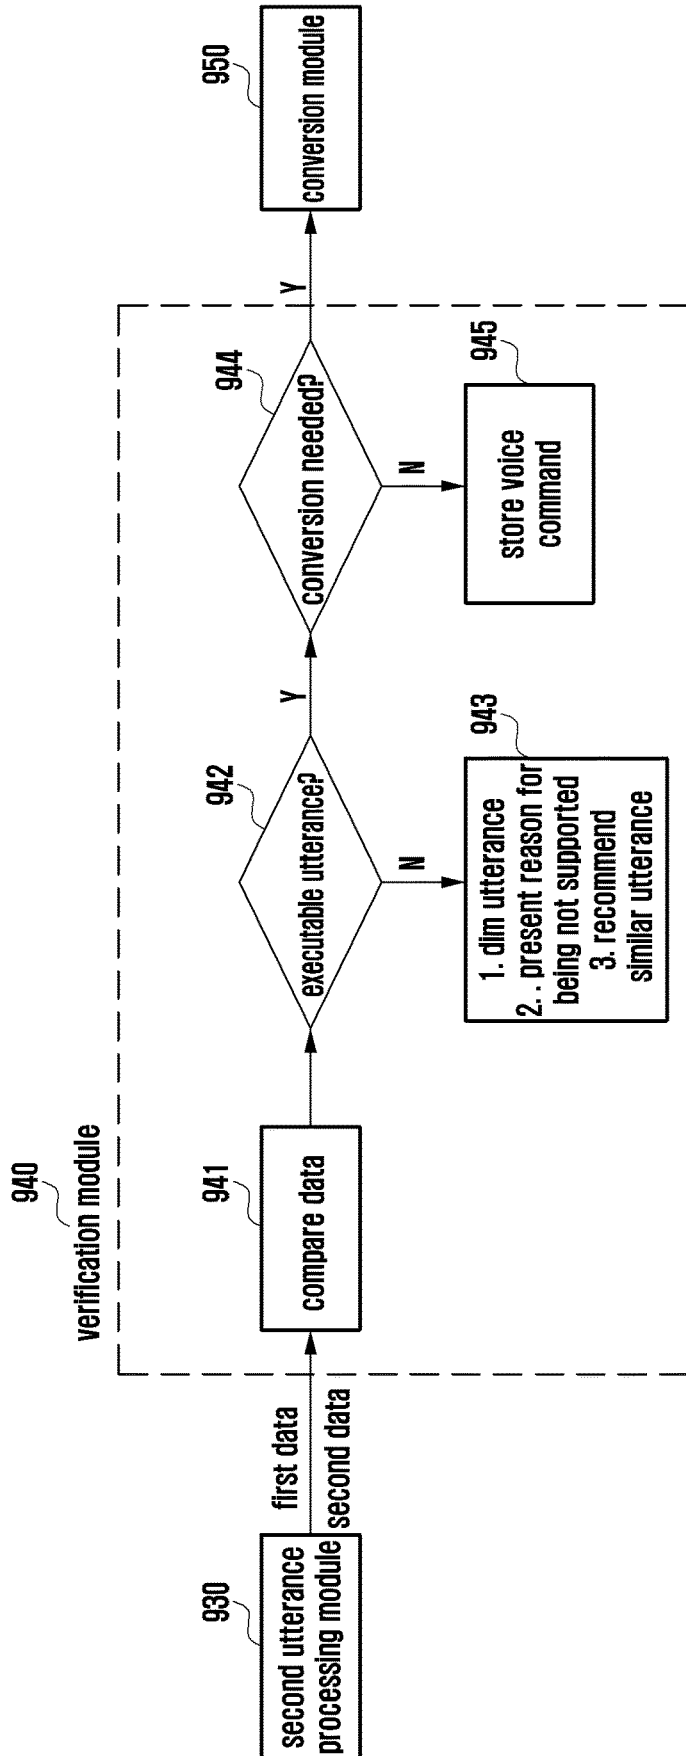 940
verification module
930
second utterance
processing module
first data
second data
941
compare data
942
executable utterance?
Y
N
943
1. dim utterance
2. . present reason for
being not supported
3. recommend
similar utterance
944
conversion needed?
Y
N
945
store voice
command
950
conversion module